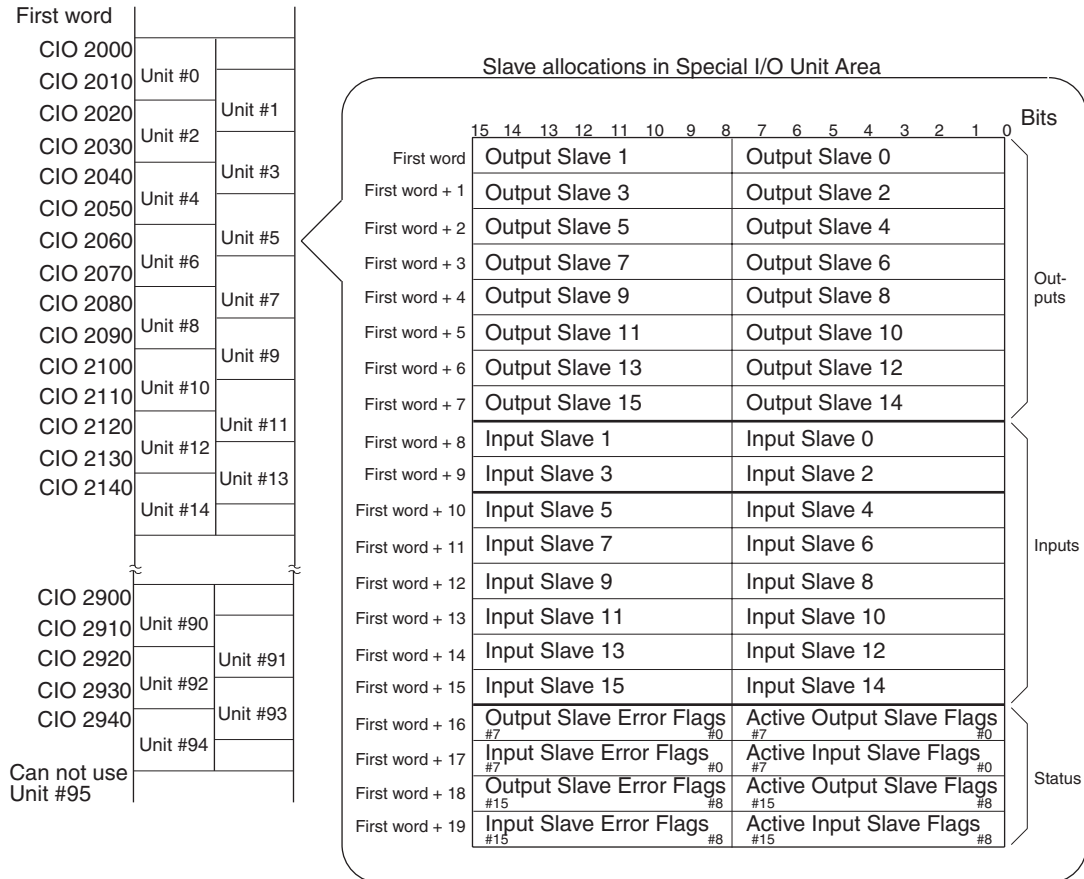 First word
CIO 2000
CIO 2010
CIO 2020
CIO 2030
CIO 2040
CIO 2050
CIO 2060
CIO 2070
CIO 2080
CIO 2090
CIO 2100
CIO 2110
CIO 2120
CIO 2130
CIO 2140
CIO 2900
CIO 2910
CIO 2920
CIO 2930
CIO 2940
Can not use
Unit #95
Unit #0
Unit #2
Unit #4
Unit #6
Unit #8
Unit #10
Unit #12
Unit #14
Unit #90
Unit #92
Unit #94
Unit #1
Unit #3
Unit #5
Unit #7
Unit #9
Unit #11
Unit #13
Unit #91
Unit #93
Slave allocations in Special I/O Unit Area
15 14 13 12 11 10 9 8 7 6 5 4 3 2 1 0 Bits
First word Output Slave 1 Output Slave 0
First word + 1 Output Slave 3 Output Slave 2
First word + 2 Output Slave 5 Output Slave 4
First word + 3 Output Slave 7 Output Slave 6
First word + 4 Output Slave 9 Output Slave 8
First word + 5 Output Slave 11 Output Slave 10
First word + 6 Output Slave 13 Output Slave 12
First word + 7 Output Slave 15 Output Slave 14
Out-
puts
First word + 8 Input Slave 1 Input Slave 0
First word + 9 Input Slave 3 Input Slave 2
First word + 10 Input Slave 5 Input Slave 4
First word + 11 Input Slave 7 Input Slave 6
First word + 12 Input Slave 9 Input Slave 8
First word + 13 Input Slave 11 Input Slave 10
First word + 14 Input Slave 13 Input Slave 12
First word + 15 Input Slave 15 Input Slave 14
Inputs
First word + 16 Output Slave Error Flags Active Output Slave Flags
#7 #0 #7 #0
First word + 17 Input Slave Error Flags Active Input Slave Flags
#7 #0 #7 #0
First word + 18 Output Slave Error Flags Active Output Slave Flags
#15 #8 #15 #8
First word + 19 Input Slave Error Flags Active Input Slave Flags
#15 #8 #15 #8
Status